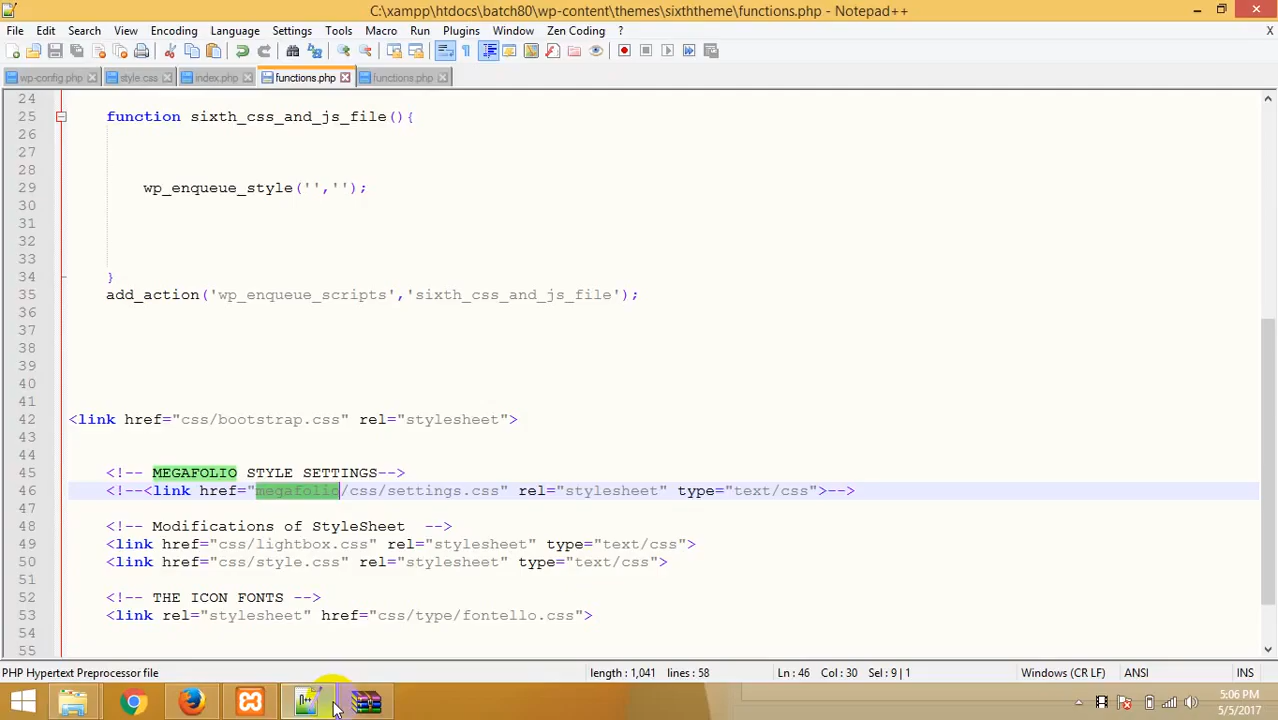 C:\xampp\htdocs\batch80\wp-content\themes\sixththeme\functions.php - Notepad++
File Edit Search View Encoding Language Settings Tools Macro Run Plugins Window Zen Coding ?
X
wp-config.php style.css index.php functions.php functions.php
24
25 function sixth_css_and_js_file(){
26
27
28
29 wp_enqueue_style('','');
30
31
32
33
34 }
35 add_action('wp_enqueue_scripts','sixth_css_and_js_file');
36
37
38
39
40
41
42 <link href="css/bootstrap.css" rel="stylesheet">
43
44
45 <!-- MEGAFOLIO STYLE SETTINGS-->
46 <!--<link href="megafolio/css/settings.css" rel="stylesheet" type="text/css">-->
47
48 <!-- Modifications of StyleSheet  -->
49 <link href="css/lightbox.css" rel="stylesheet" type="text/css">
50 <link href="css/style.css" rel="stylesheet" type="text/css">
51
52 <!-- THE ICON FONTS -->
53 <link rel="stylesheet" href="css/type/fontello.css">
54
55
PHP Hypertext Preprocessor file length : 1,041 lines : 58 Ln : 46 Col : 30 Sel : 9 | 1 Windows (CR LF) ANSI INS
5:06 PM
5/5/2017